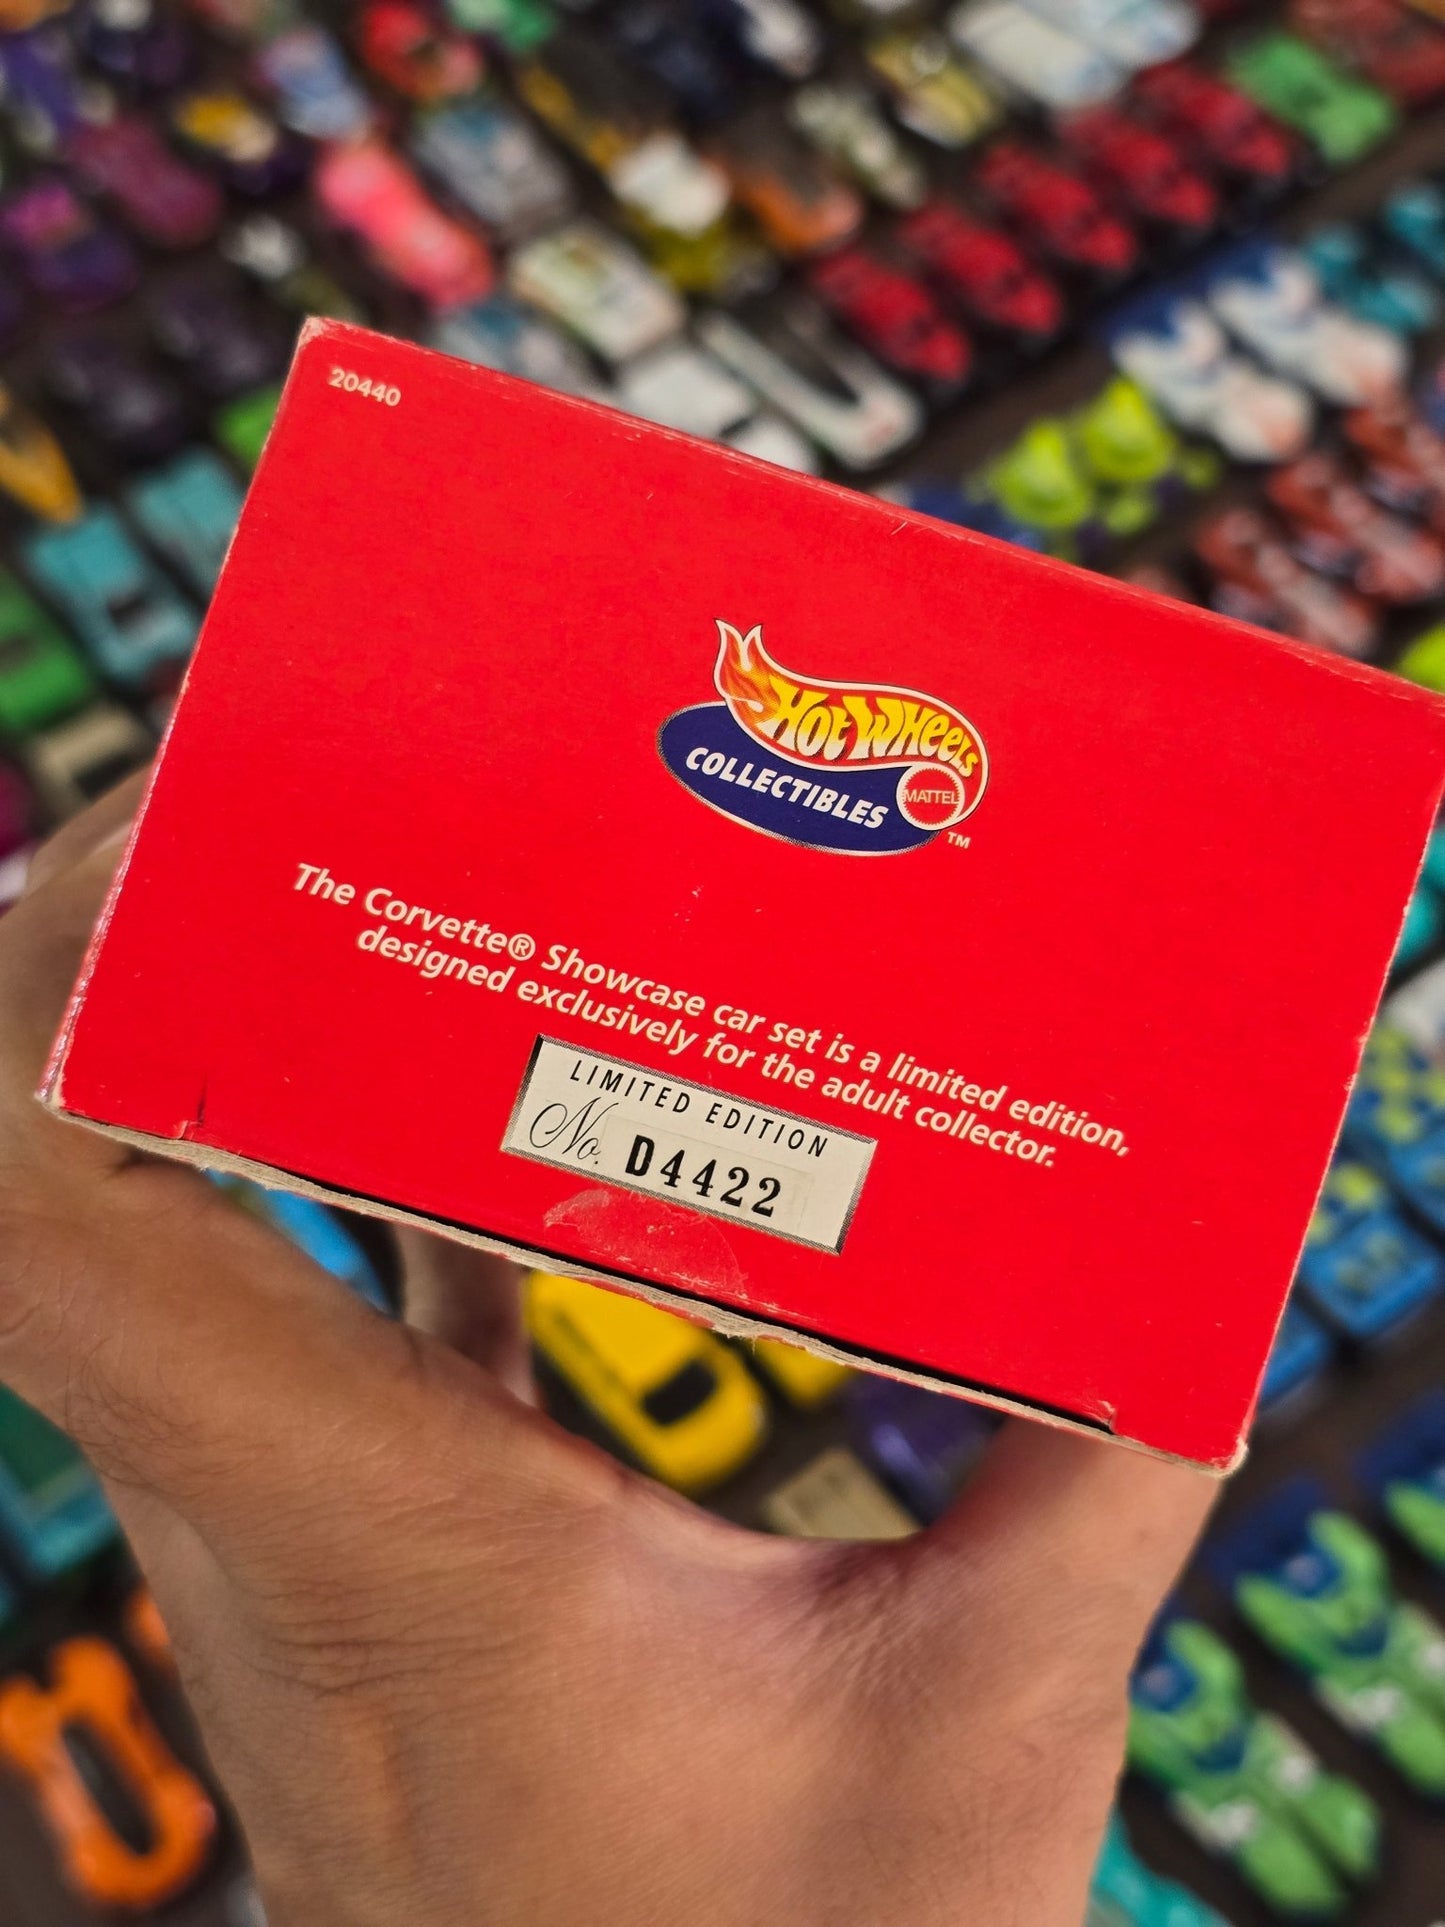 20440
Hot Wheels
COLLECTIBLES
MATTEL
TM
The Corvette® Showcase car set is a limited edition,
designed exclusively for the adult collector.
LIMITED EDITION
No. D4422